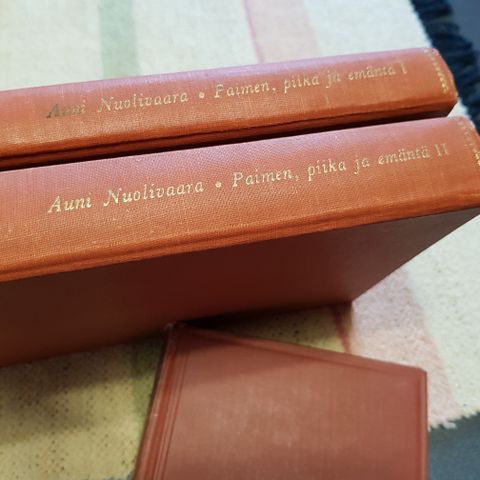 Auni Nuolivaara • Paimen, piika ja emäntä I
Auni Nuolivaara • Paimen, piika ja emäntä II